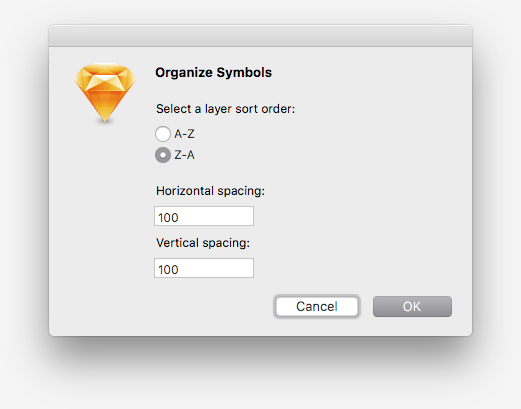 Organize Symbols
Select a layer sort order:
A-Z
Z-A
Horizontal spacing:
100
Vertical spacing:
100
Cancel
OK